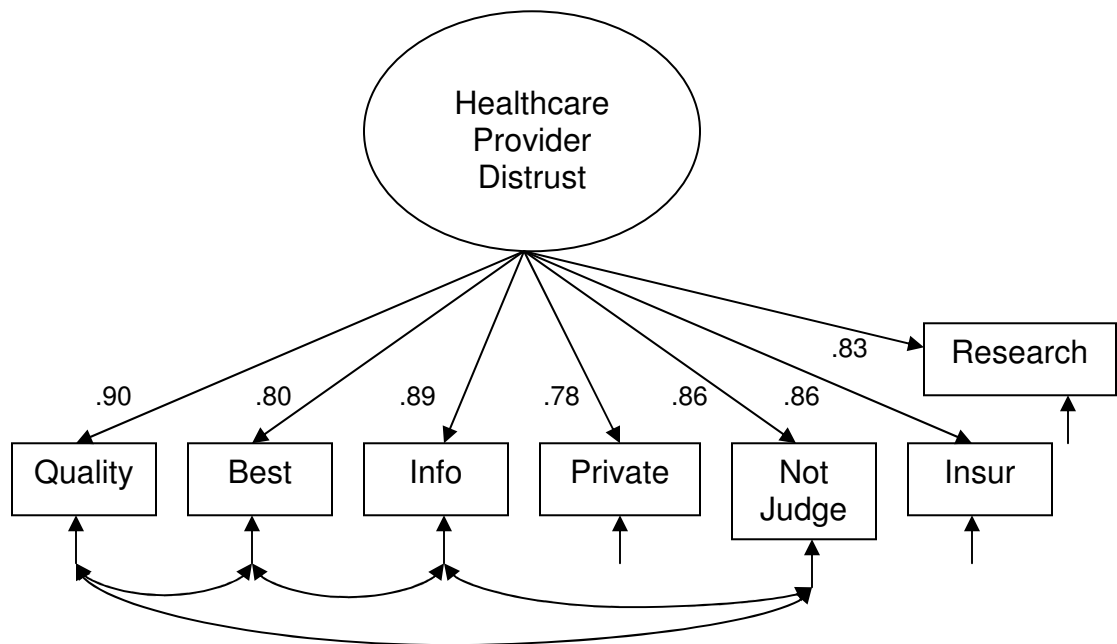 Healthcare
Provider
Distrust
.83
Research
.90
.80
.89
.78
.86
.86
Quality
Best
Info
Private
Not
Judge
Insur